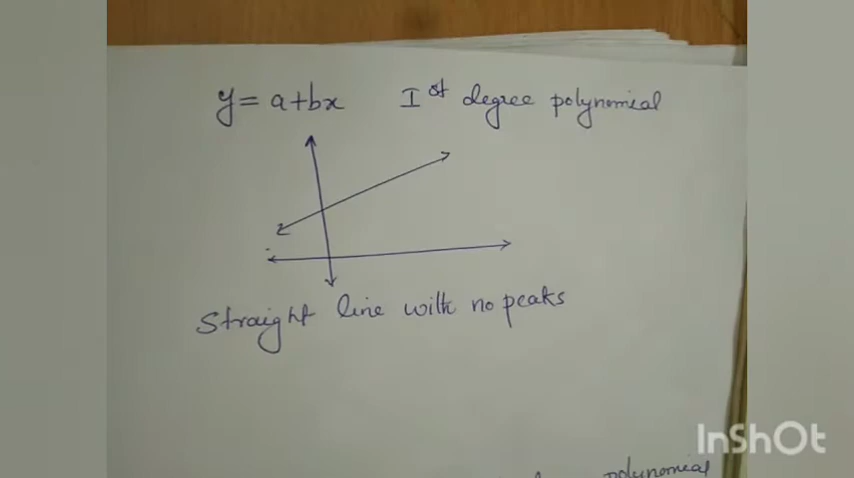 y = a+bx Ist degree polynomial
Straight line with no peaks
polynomial
InShOt